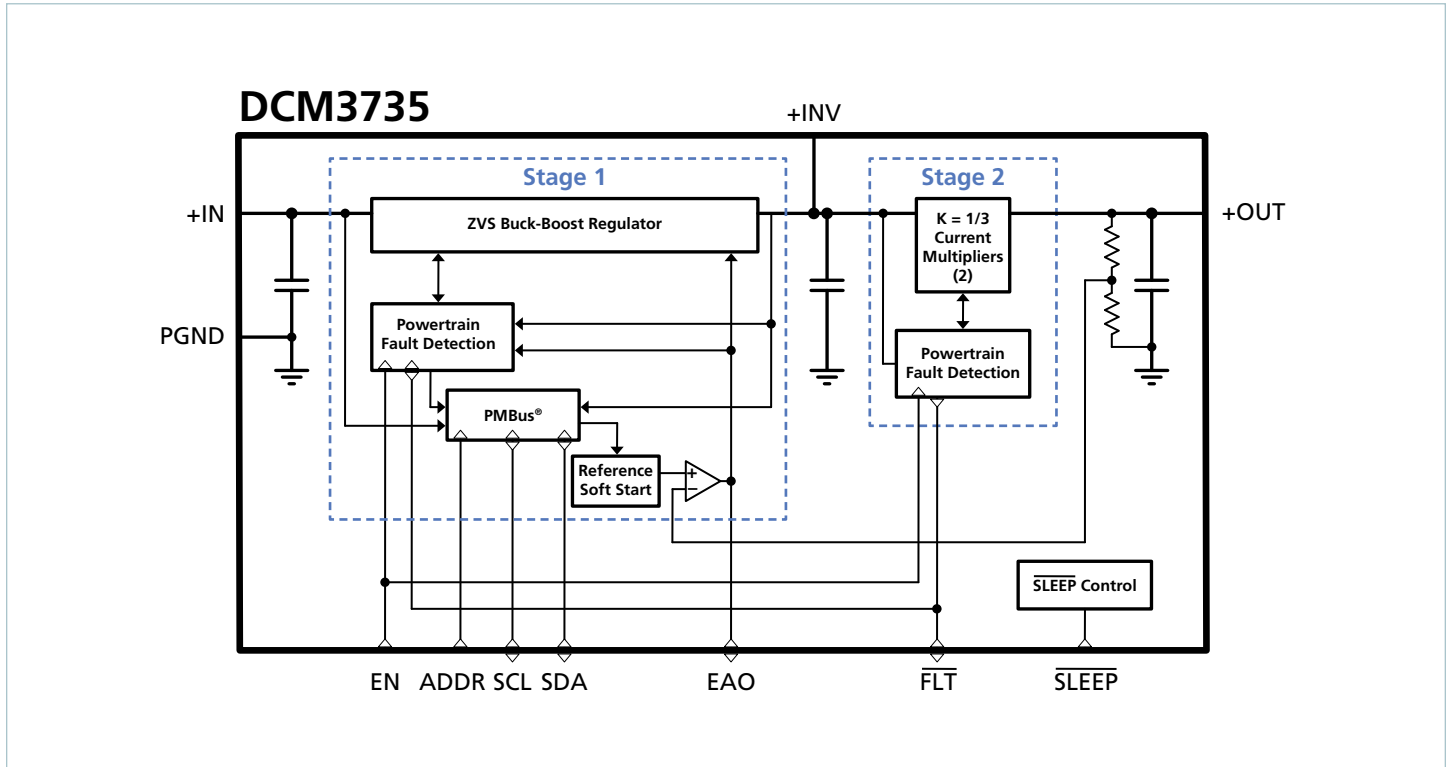 DCM3735
+INV
Stage 1
Stage 2
+IN
ZVS Buck-Boost Regulator
K = 1/3
Current
Multipliers
(2)
+OUT
PGND
Powertrain
Fault Detection
Powertrain
Fault Detection
PMBus®
Reference
Soft Start
+
−
SLEEP Control
EN
ADDR
SCL
SDA
EAO
FLT
SLEEP